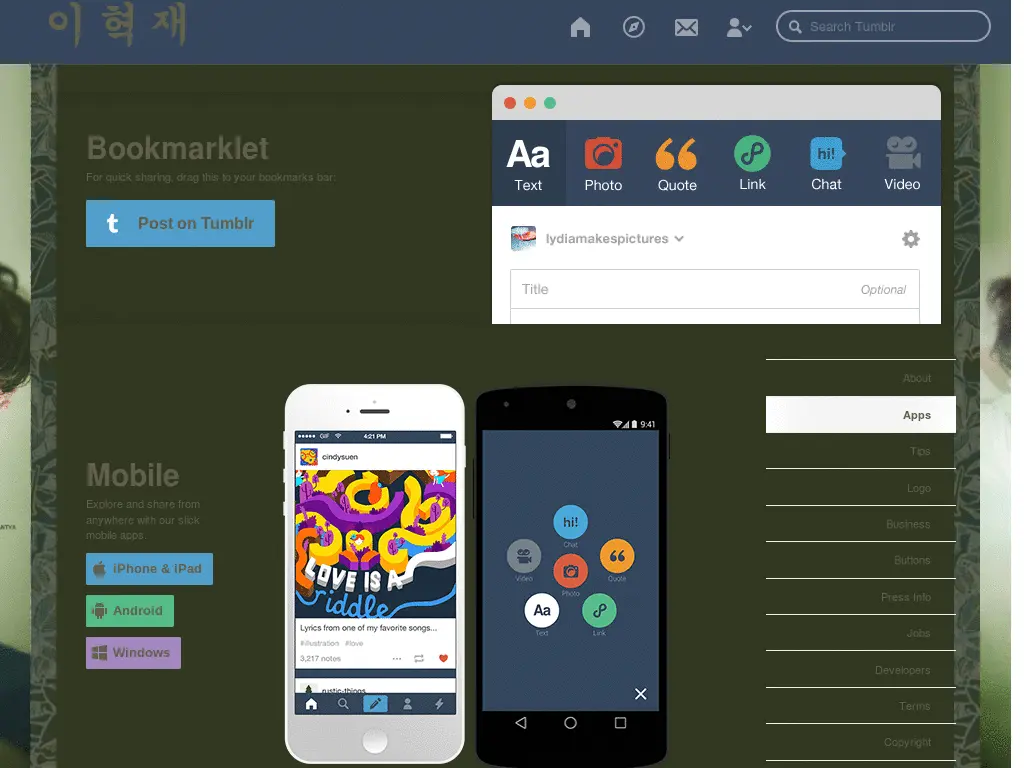 이 혁 재
Search Tumblr
Bookmarklet
For quick sharing, drag this to your bookmarks bar:
t Post on Tumblr
Aa
Text
Photo
Quote
Link
hi!
Chat
Video
lydiamakespictures
Title
Optional
Mobile
Explore and share from
anywhere with our slick
mobile apps.
iPhone & iPad
Android
Windows
GIF 4:21 PM
cindysuen
LOVE IS A
riddle
Lyrics from one of my favorite songs...
#illustration #love
3,217 notes
rustic-things
9:41
hi!
Chat
Video
Quote
Photo
Aa
Text
Link
About
Apps
Tips
Logo
Business
Buttons
Press Info
Jobs
Developers
Terms
Copyright